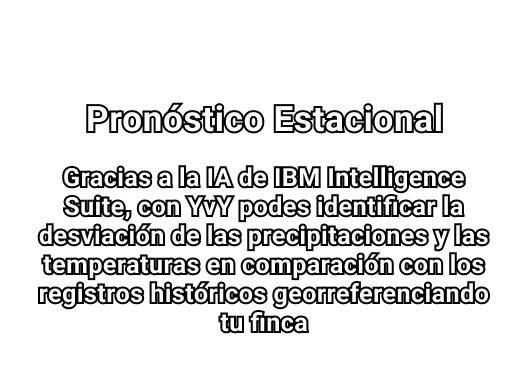 Pronóstico Estacional
Gracias a la IA de IBM Intelligence
Suite, con YvY podes identificar la
desviación de las precipitaciones y las
temperaturas en comparación con los
registros históricos georreferenciando
tu finca